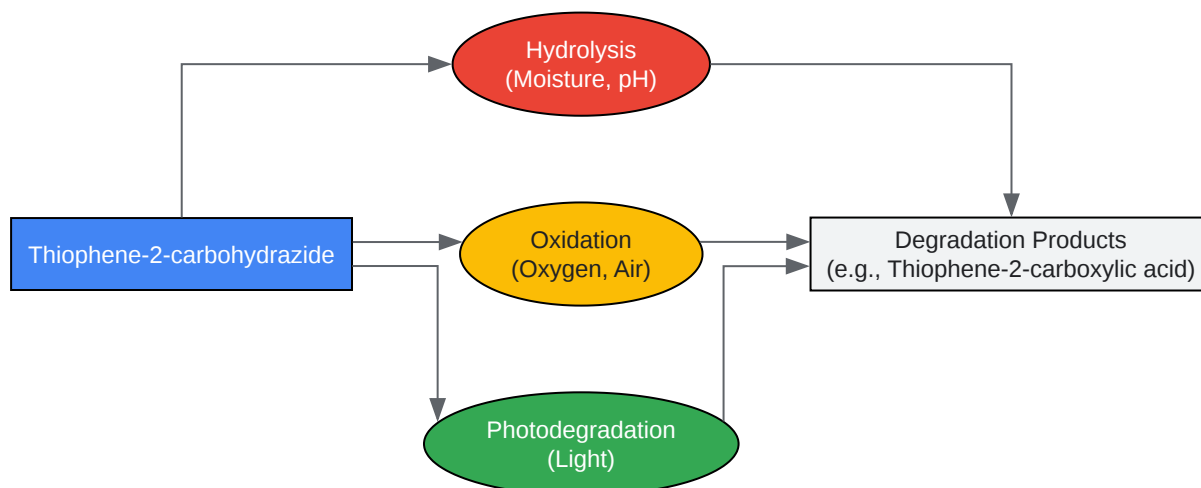 Hydrolysis
(Moisture, pH)
Thiophene-2-carbohydrazide
Oxidation
(Oxygen, Air)
Degradation Products
(e.g., Thiophene-2-carboxylic acid)
Photodegradation
(Light)